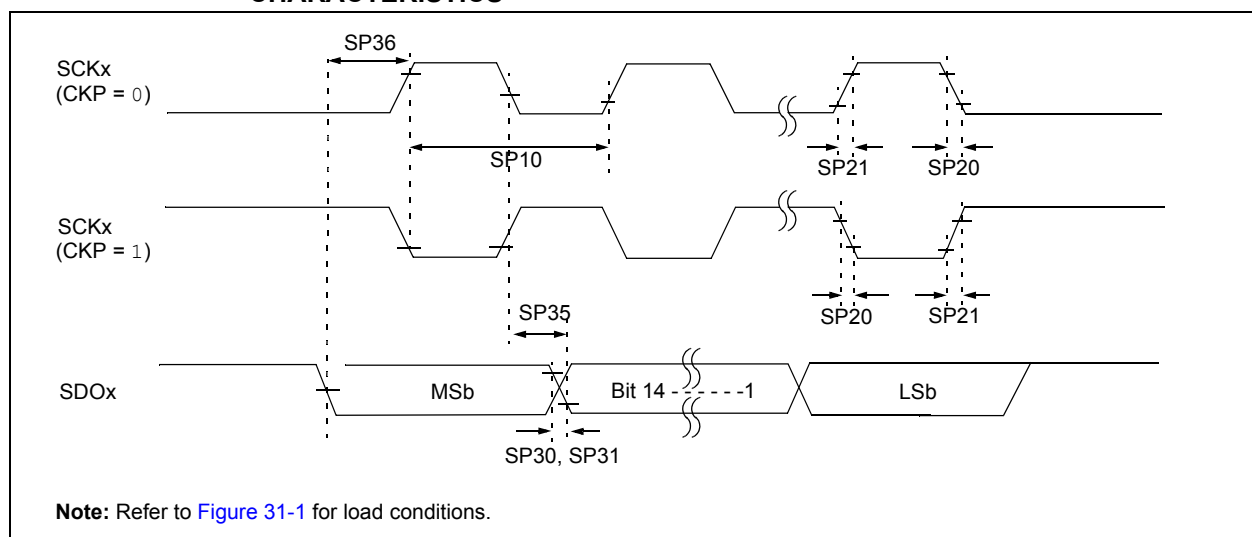 CHARACTERISTICS
SP36
SCKx
(CKP = 0)
SP10
SP21
SP20
SCKx
(CKP = 1)
SP35
SP20
SP21
SDOx
MSb
Bit 14 - - - - - -1
LSb
SP30, SP31
Note: Refer to Figure 31-1 for load conditions.